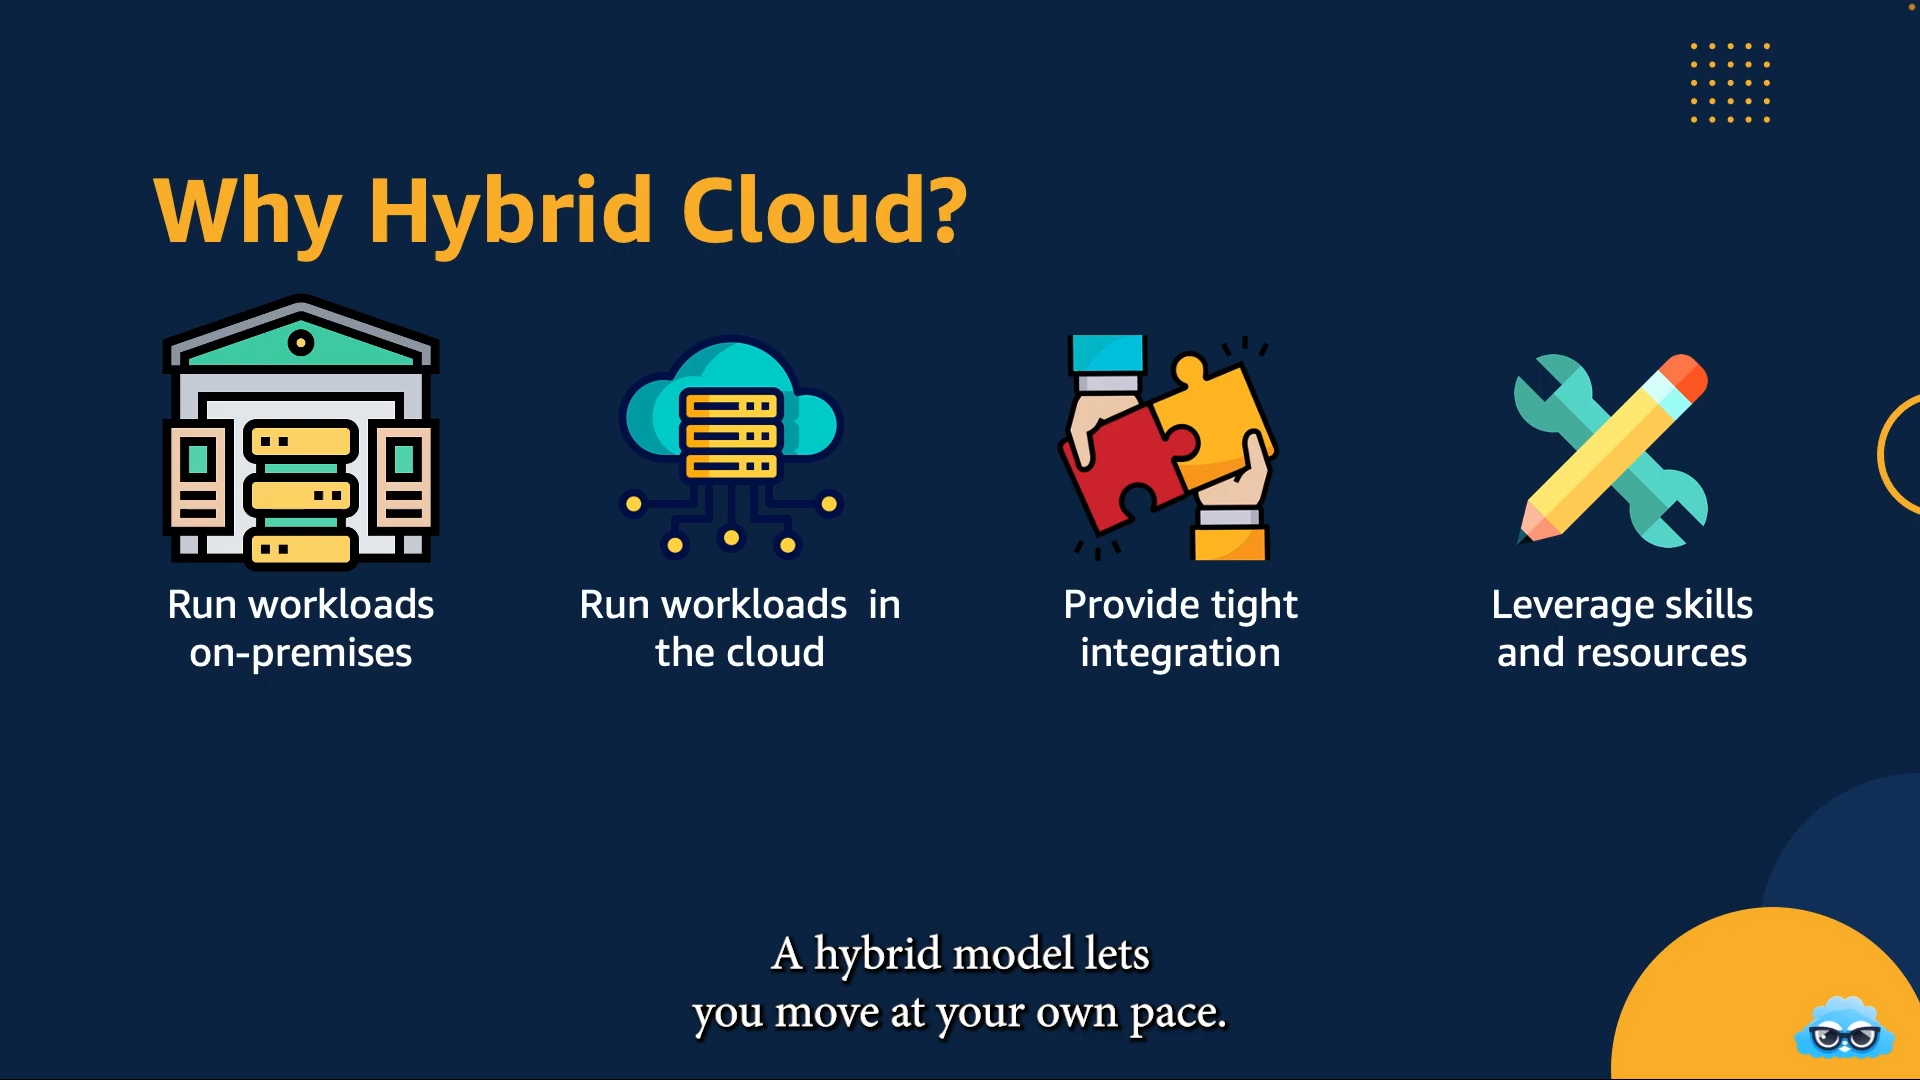 Why Hybrid Cloud?
Run workloads
on-premises
Run workloads  in
the cloud
Provide tight
integration
Leverage skills
and resources
A hybrid model lets
you move at your own pace.